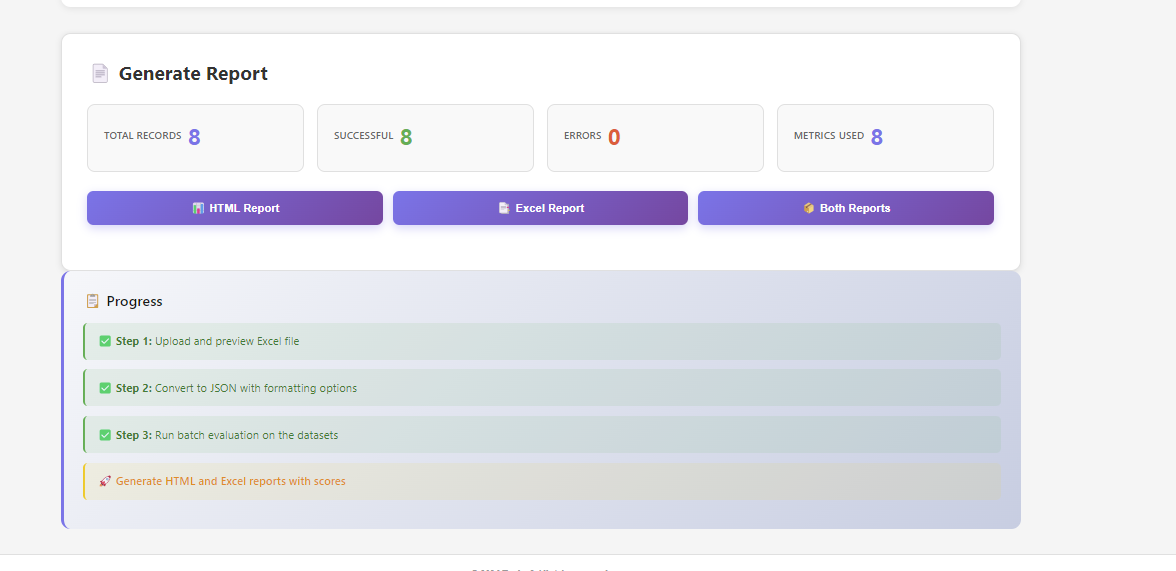 Generate Report
TOTAL RECORDS 8
SUCCESSFUL 8
ERRORS 0
METRICS USED 8
HTML Report
Excel Report
Both Reports
Progress
Step 1: Upload and preview Excel file
Step 2: Convert to JSON with formatting options
Step 3: Run batch evaluation on the datasets
Generate HTML and Excel reports with scores